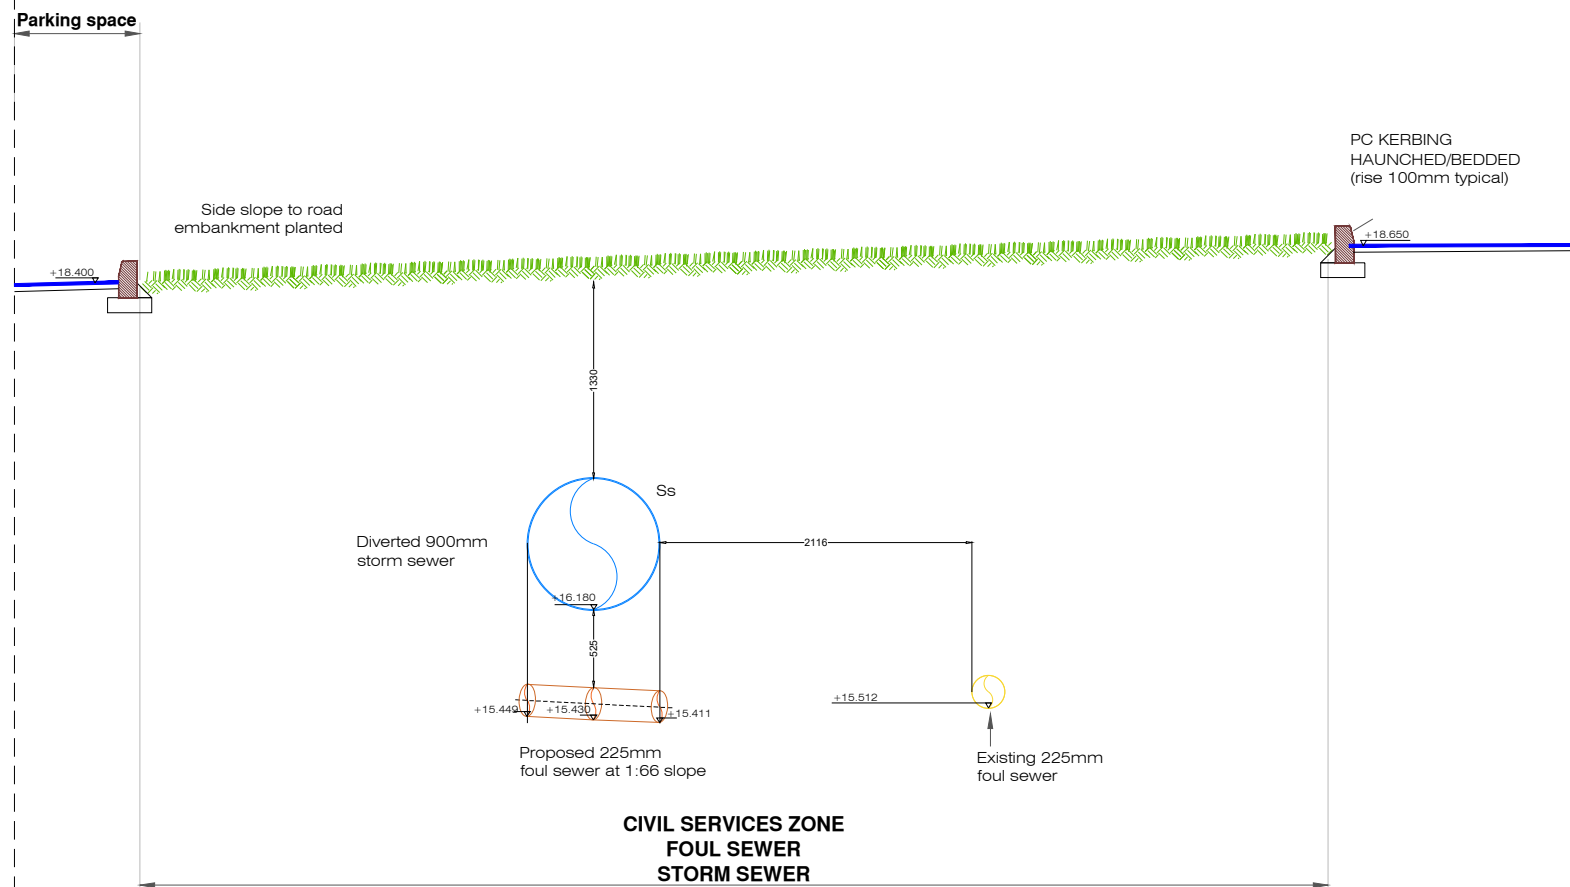 Parking space
PC KERBING
HAUNCHED/BEDDED
(rise 100mm typical)
Side slope to road
embankment planted
+18.650
+18.400
1330
Ss
Diverted 900mm
storm sewer
2116
+16.180
525
+15.512
+15.449
+15.430
+15.411
Proposed 225mm
foul sewer at 1:66 slope
Existing 225mm
foul sewer
CIVIL SERVICES ZONE
FOUL SEWER
STORM SEWER